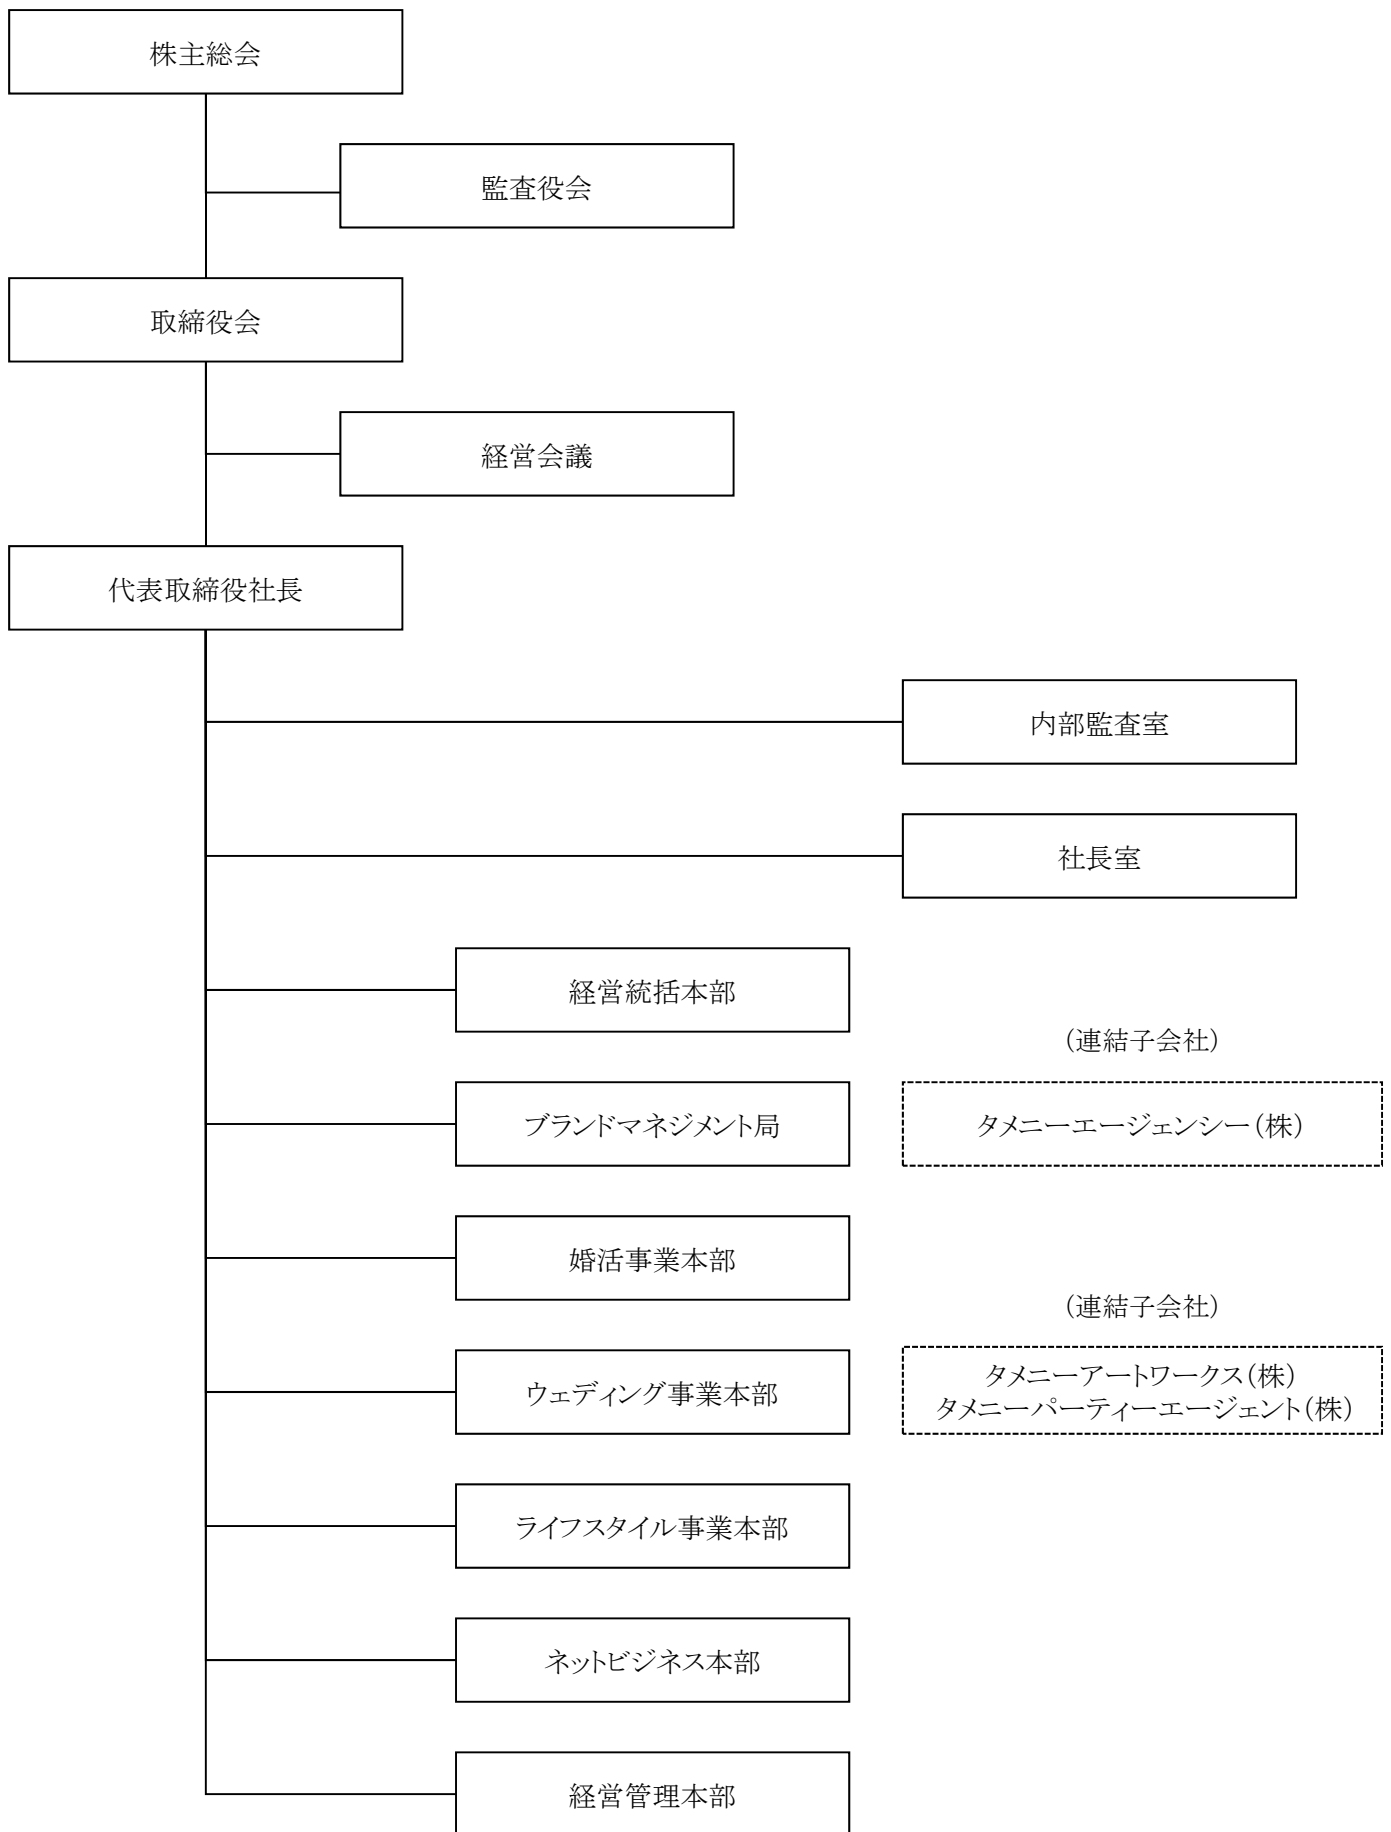 株主総会
監査役会
取締役会
経営会議
代表取締役社長
内部監査室
社長室
経営統括本部
（連結子会社）
ブランドマネジメント局
タメニーエージェンシー（株）
婚活事業本部
（連結子会社）
ウェディング事業本部
タメニーアートワークス（株）
タメニーパーティーエージェント（株）
ライフスタイル事業本部
ネットビジネス本部
経営管理本部